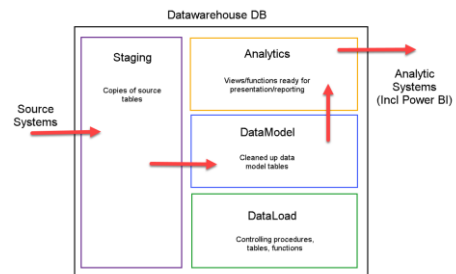 Datawarehouse DB
Staging
Copies of source
tables
Analytics
Views/functions ready for
presentation/reporting
Source
Systems
Analytic
Systems
(Incl Power BI)
DataModel
Cleaned up data
model tables
DataLoad
Controlling procedures,
tables, functions